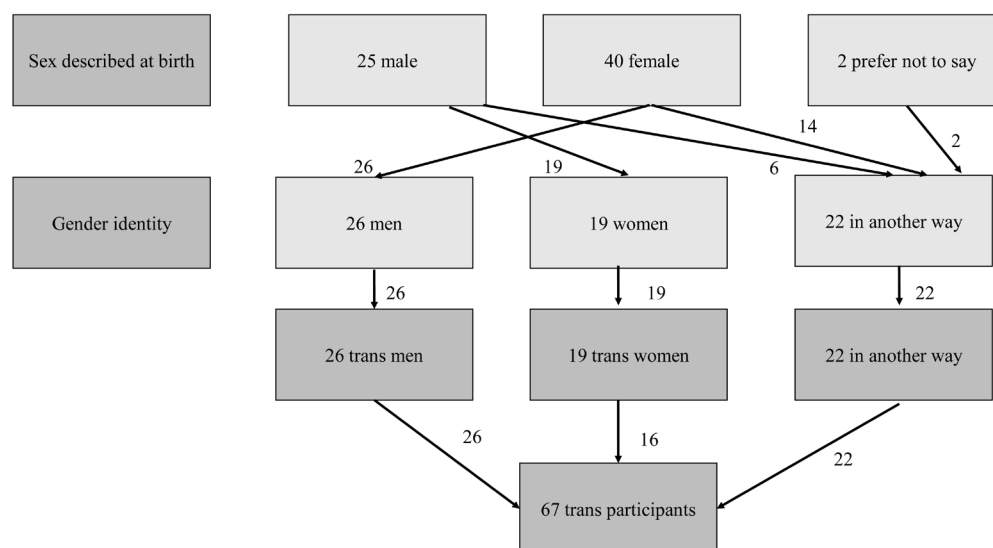 Sex described at birth
25 male
40 female
2 prefer not to say
14
2
26
19
6
Gender identity
26 men
19 women
22 in another way
26
19
22
26 trans men
19 trans women
22 in another way
26
16
22
67 trans participants